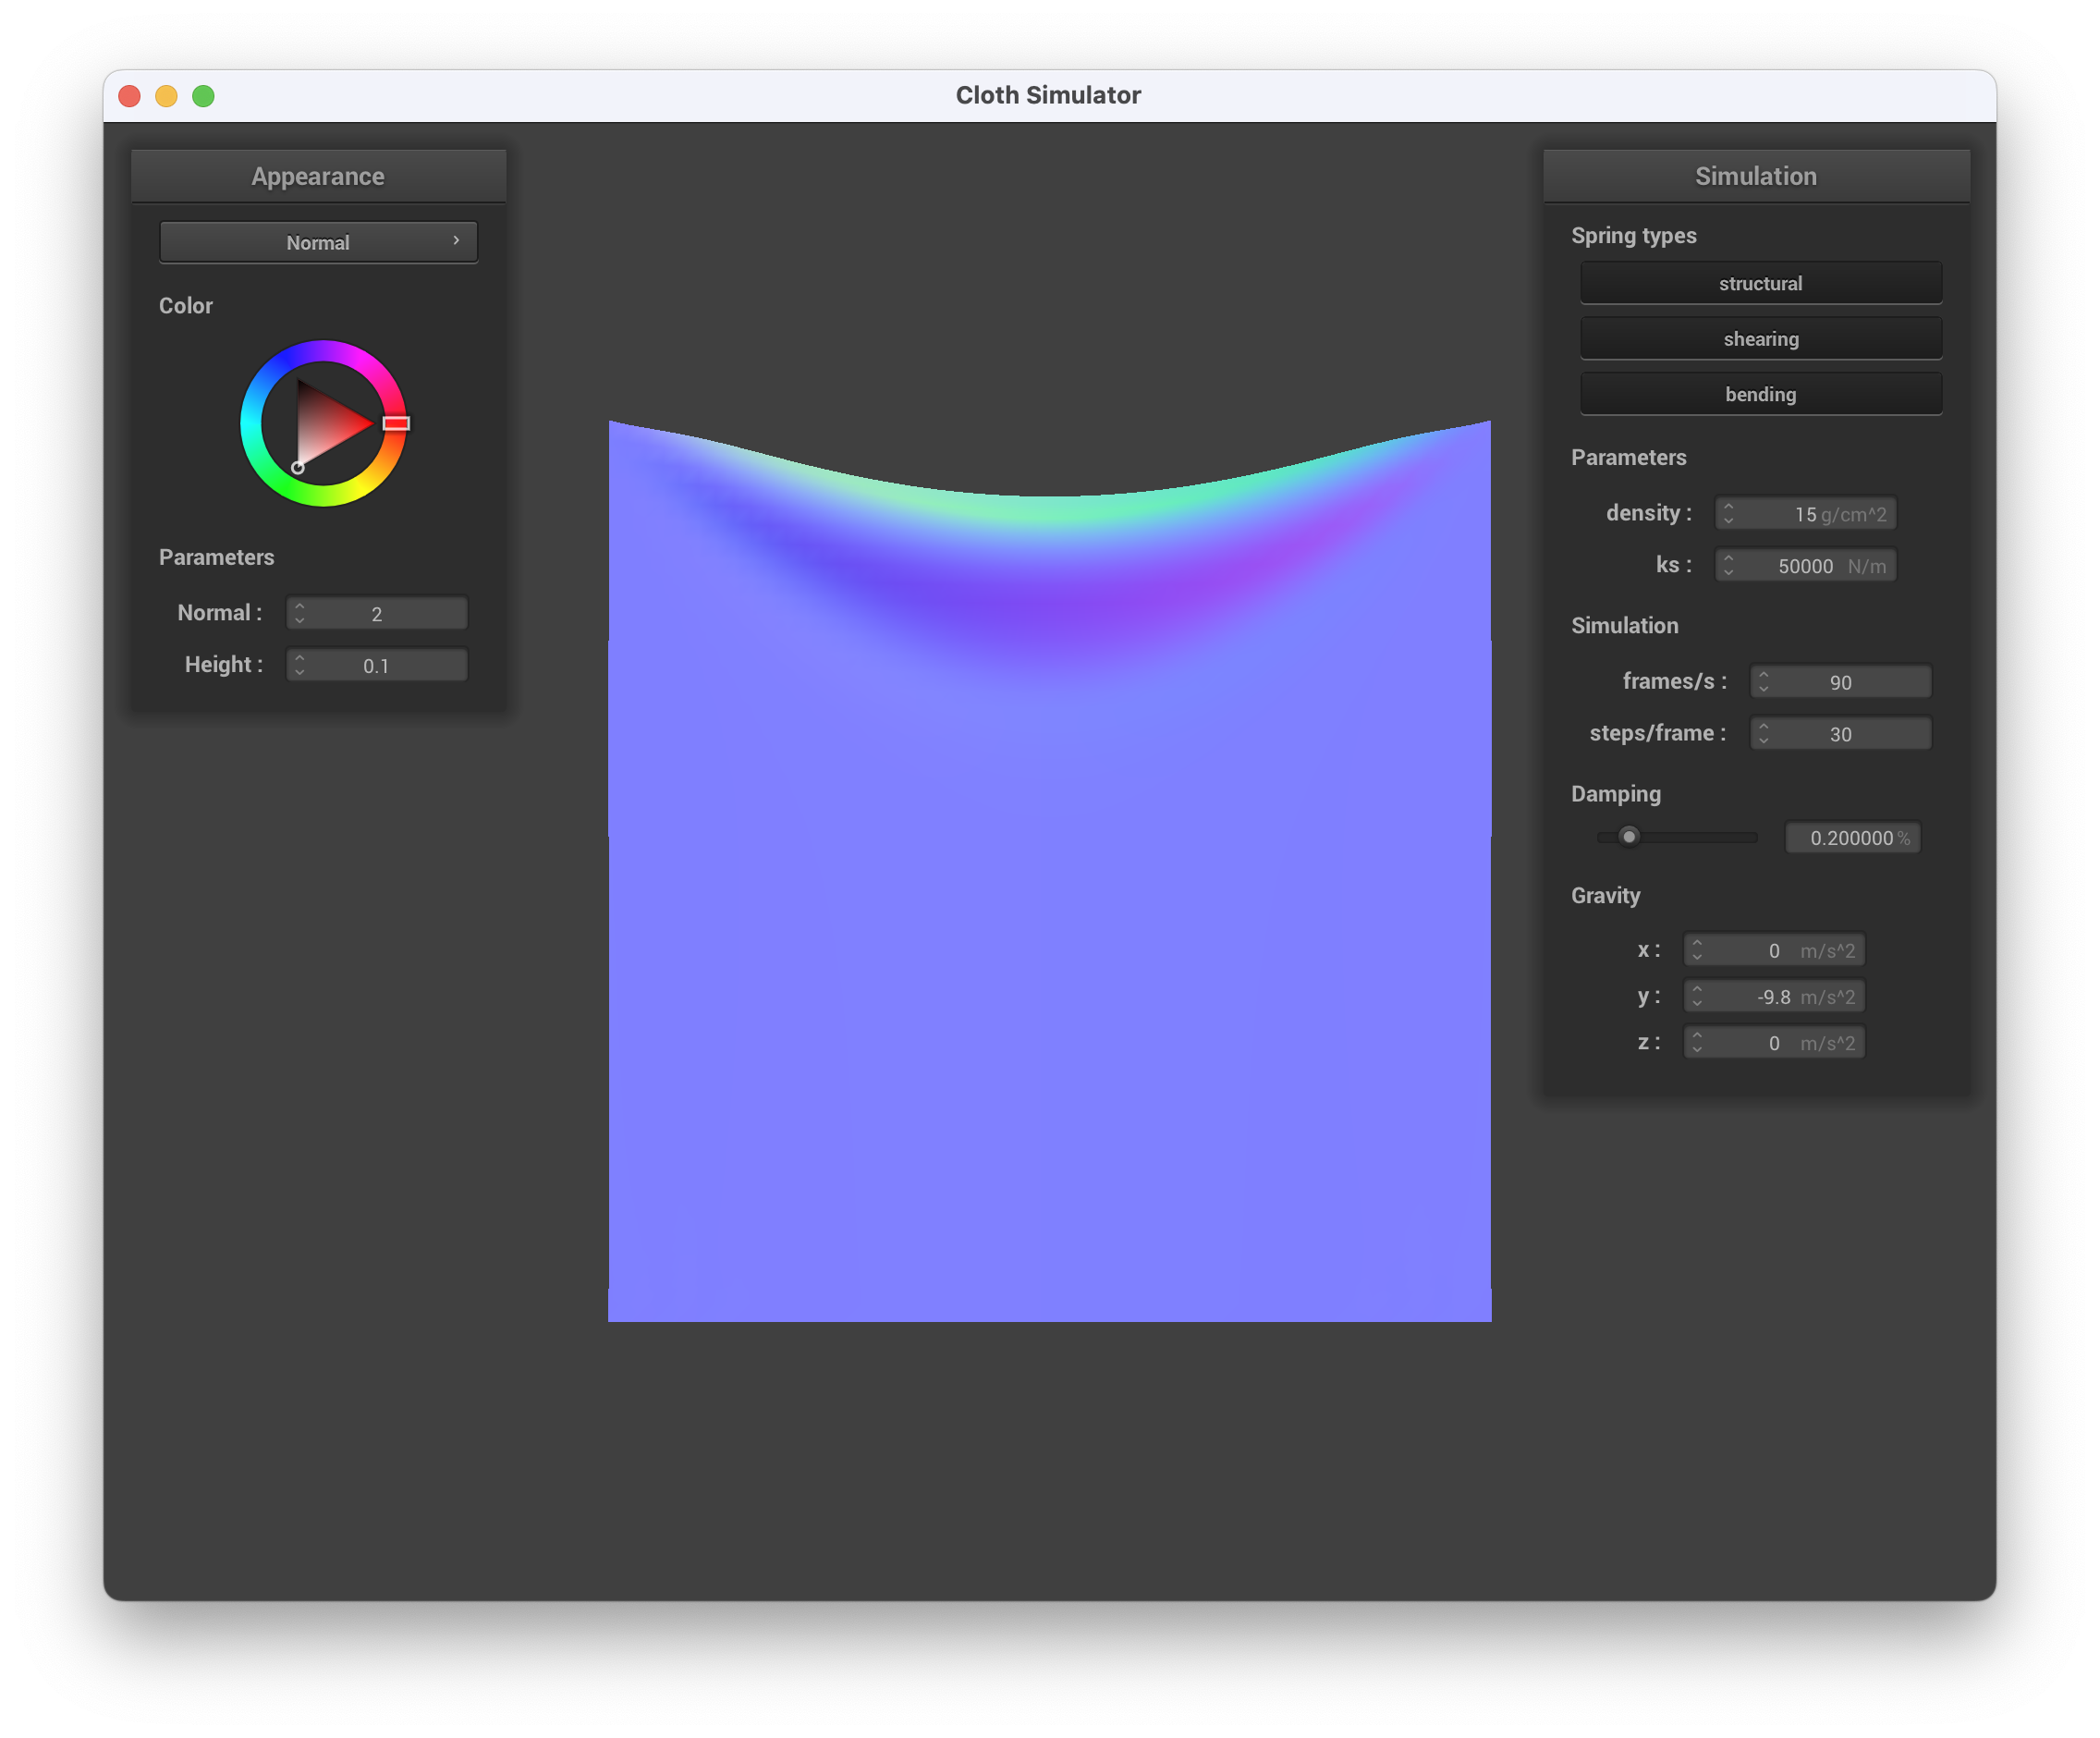 Cloth Simulator
Appearance
Normal
Color
Parameters
Normal : 2
Height : 0.1
Simulation
Spring types
structural
shearing
bending
Parameters
density : 15 g/cm^2
ks : 50000 N/m
Simulation
frames/s : 90
steps/frame : 30
Damping
0.200000 %
Gravity
x : 0 m/s^2
y : -9.8 m/s^2
z : 0 m/s^2